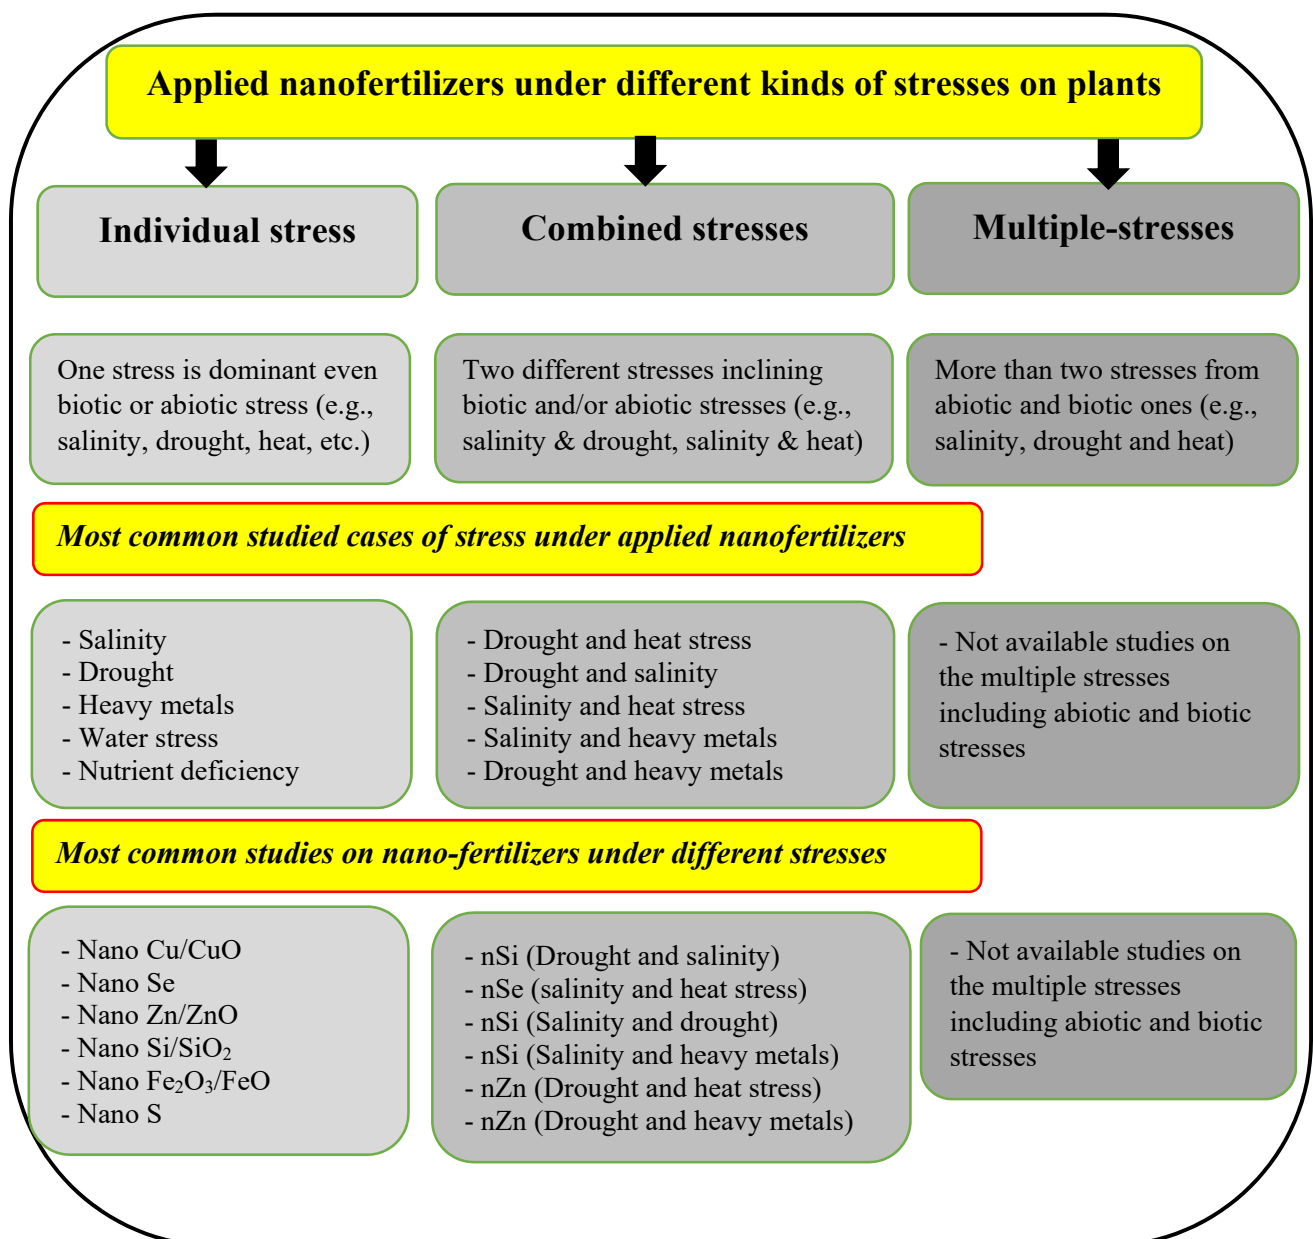 Applied nanofertilizers under different kinds of stresses on plants
Individual stress
Combined stresses
Multiple-stresses
One stress is dominant even
biotic or abiotic stress (e.g.,
salinity, drought, heat, etc.)
Two different stresses inclining
biotic and/or abiotic stresses (e.g.,
salinity & drought, salinity & heat)
More than two stresses from
abiotic and biotic ones (e.g.,
salinity, drought and heat)
Most common studied cases of stress under applied nanofertilizers
- Salinity
- Drought
- Heavy metals
- Water stress
- Nutrient deficiency
- Drought and heat stress
- Drought and salinity
- Salinity and heat stress
- Salinity and heavy metals
- Drought and heavy metals
- Not available studies on
the multiple stresses
including abiotic and biotic
stresses
Most common studies on nano-fertilizers under different stresses
- Nano Cu/CuO
- Nano Se
- Nano Zn/ZnO
- Nano Si/SiO₂
- Nano Fe₂O₃/FeO
- Nano S
- nSi (Drought and salinity)
- nSe (salinity and heat stress)
- nSi (Salinity and drought)
- nSi (Salinity and heavy metals)
- nZn (Drought and heat stress)
- nZn (Drought and heavy metals)
- Not available studies on
the multiple stresses
including abiotic and biotic
stresses